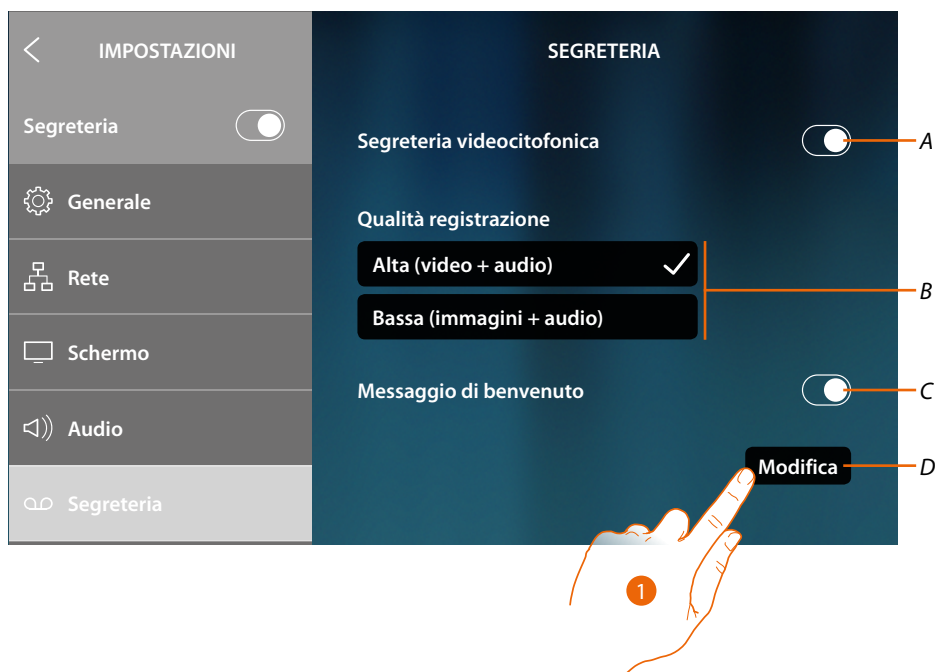 IMPOSTAZIONI
Segreteria
Generale
Rete
Schermo
Audio
Segreteria
SEGRETERIA
Segreteria videocitofonica
A
Qualità registrazione
Alta (video + audio)
Bassa (immagini + audio)
B
Messaggio di benvenuto
C
Modifica
D
1